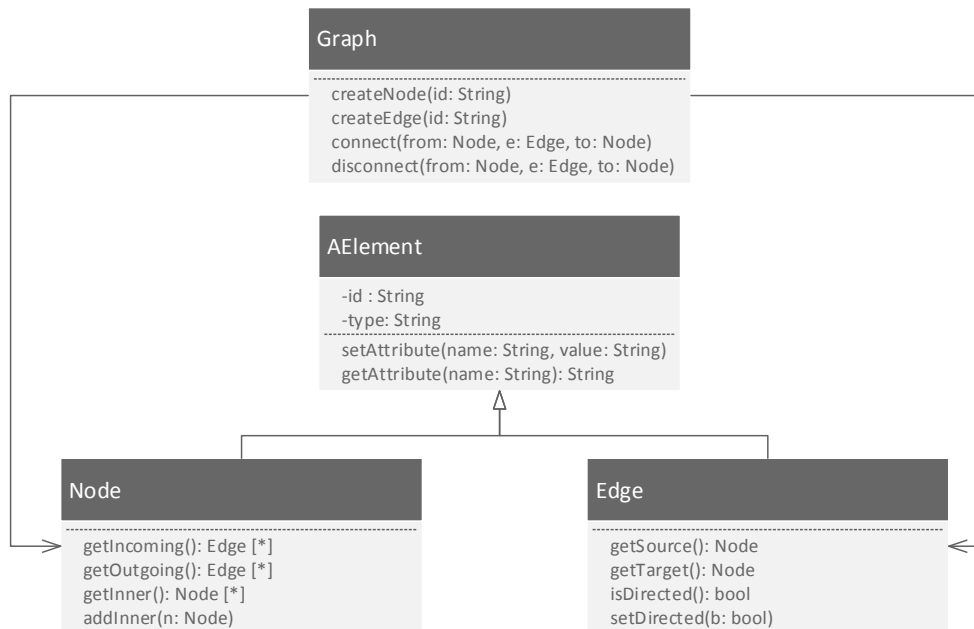 Graph
createNode(id: String)
createEdge(id: String)
connect(from: Node, e: Edge, to: Node)
disconnect(from: Node, e: Edge, to: Node)
AElement
-id : String
-type: String
setAttribute(name: String, value: String)
getAttribute(name: String): String
Node
getIncoming(): Edge [*]
getOutgoing(): Edge [*]
getInner(): Node [*]
addInner(n: Node)
Edge
getSource(): Node
getTarget(): Node
isDirected(): bool
setDirected(b: bool)